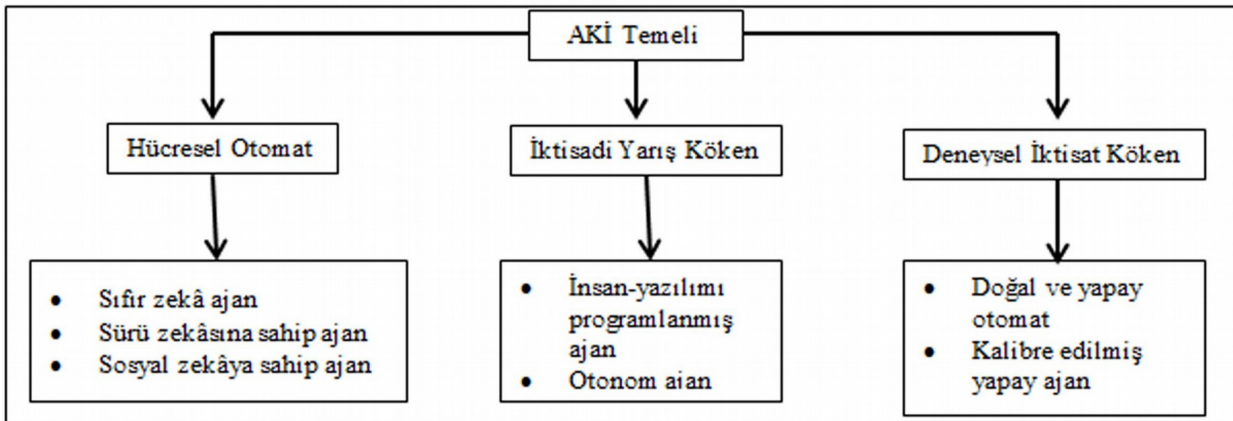 AKİ Temeli
Hücresel Otomat
İktisadi Yarış Köken
Deneysel İktisat Köken
• Sıfır zekâ ajan
• Sürü zekâsına sahip ajan
• Sosyal zekâya sahip ajan
• İnsan-yazılımı
programlanmış
ajan
• Otonom ajan
• Doğal ve yapay
otomat
• Kalibre edilmiş
yapay ajan